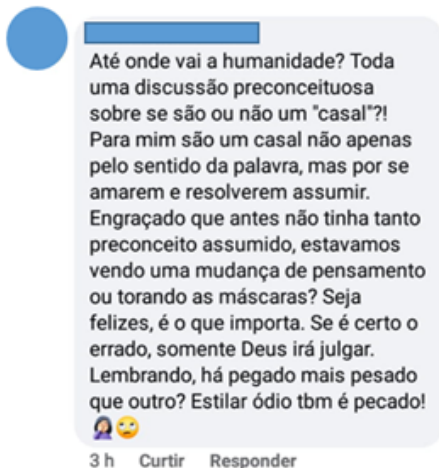 Até onde vai a humanidade? Toda
uma discussão preconceituosa
sobre se são ou não um "casal"?!
Para mim são um casal não apenas
pelo sentido da palavra, mas por se
amarem e resolverem assumir.
Engraçado que antes não tinha tanto
preconceito assumido, estavamos
vendo uma mudança de pensamento
ou torando as máscaras? Seja
felizes, é o que importa. Se é certo o
errado, somente Deus irá julgar.
Lembrando, há pegado mais pesado
que outro? Estilar ódio tbm é pecado!
🤦🏻‍♀️🙄
3 h Curtir Responder